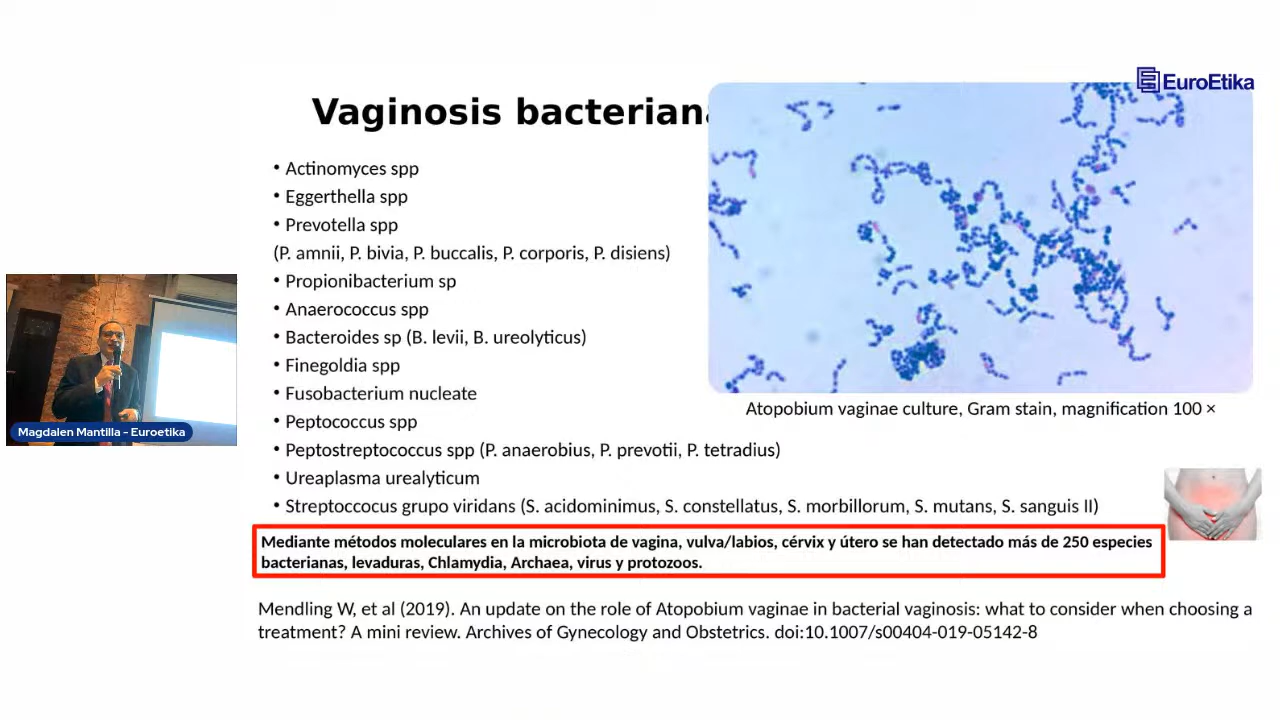 EuroEtika
Vaginosis bacteriana
• Actinomyces spp
• Eggerthella spp
• Prevotella spp
(P. amnii, P. bivia, P. buccalis, P. corporis, P. disiens)
• Propionibacterium sp
• Anaerococcus spp
• Bacteroides sp (B. levii, B. ureolyticus)
• Finegoldia spp
• Fusobacterium nucleate
• Peptococcus spp
• Peptostreptococcus spp (P. anaerobius, P. prevotii, P. tetradius)
• Ureaplasma urealyticum
• Streptoccocus grupo viridans (S. acidominimus, S. constellatus, S. morbillorum, S. mutans, S. sanguis II)
Atopobium vaginae culture, Gram stain, magnification 100 ×
Magdalen Mantilla - Euroetika
Mediante métodos moleculares en la microbiota de vagina, vulva/labios, cérvix y útero se han detectado más de 250 especies
bacterianas, levaduras, Chlamydia, Archaea, virus y protozoos.
Mendling W, et al (2019). An update on the role of Atopobium vaginae in bacterial vaginosis: what to consider when choosing a
treatment? A mini review. Archives of Gynecology and Obstetrics. doi:10.1007/s00404-019-05142-8